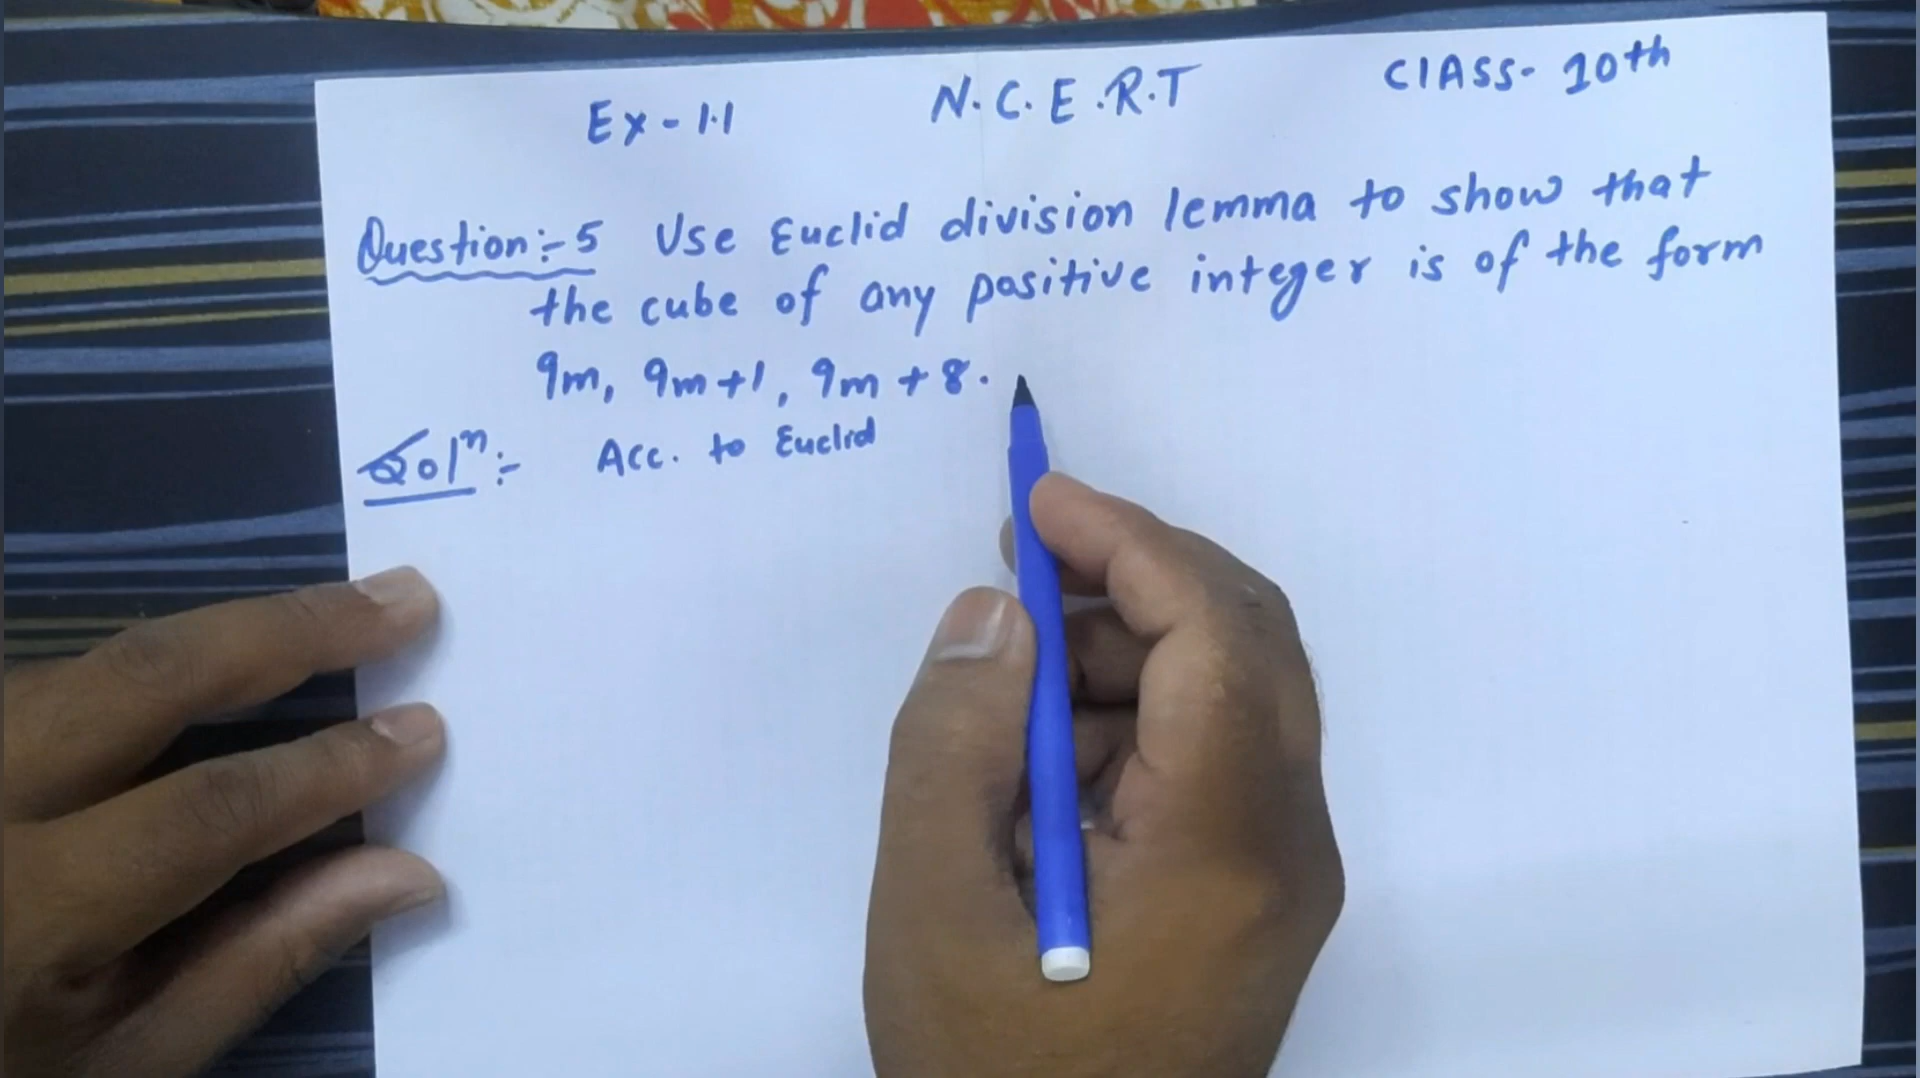 Ex - 1.1 N.C.E.R.T CLASS- 10th
Question:- 5 Use Euclid division lemma to show that
the cube of any positive integer is of the form
9m, 9m+1, 9m + 8.
Solⁿ:- Acc. to Euclid